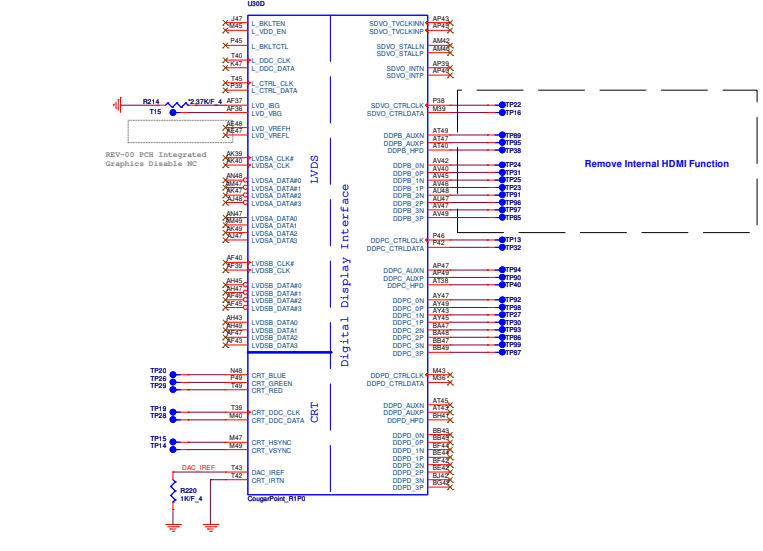 U30D
J47 L_BKLTEN
M45 L_VDD_EN
P45 L_BKLTCTL
T40 L_DDC_CLK
K47 L_DDC_DATA
T45 L_CTRL_CLK
P39 L_CTRL_DATA
R214 *2.37K/F_4 AF37 LVD_IBG
T15 AF36 LVD_VBG
AE48 LVD_VREFH
AE47 LVD_VREFL
REV-00 PCH Integrated
Graphics Disable NC
AK39 LVDSA_CLK#
AK40 LVDSA_CLK
AN48 LVDSA_DATA#0
AM47 LVDSA_DATA#1
AK47 LVDSA_DATA#2
AJ48 LVDSA_DATA#3
AN47 LVDSA_DATA0
AM49 LVDSA_DATA1
AK49 LVDSA_DATA2
AJ47 LVDSA_DATA3
AF40 LVDSB_CLK#
AF39 LVDSB_CLK
AH45 LVDSB_DATA#0
AH47 LVDSB_DATA#1
AF49 LVDSB_DATA#2
AF45 LVDSB_DATA#3
AH43 LVDSB_DATA0
AH49 LVDSB_DATA1
AF47 LVDSB_DATA2
AF43 LVDSB_DATA3
TP20 N48 CRT_BLUE
TP26 P49 CRT_GREEN
TP29 T49 CRT_RED
TP19 T39 CRT_DDC_CLK
TP28 M40 CRT_DDC_DATA
TP15 M47 CRT_HSYNC
TP14 M49 CRT_VSYNC
DAC_IREF T43 DAC_IREF
T42 CRT_IRTN
R220
1K/F_4
CougarPoint_R1P0
LVDS
Digital Display Interface
CRT
SDVO_TVCLKINN AP43
SDVO_TVCLKINP AP45
SDVO_STALLN AM42
SDVO_STALLP AM40
SDVO_INTN AP39
SDVO_INTP AP40
SDVO_CTRLCLK P38 TP22
SDVO_CTRLDATA M39 TP16
DDPB_AUXN AT49 TP89
DDPB_AUXP AT47 TP95
DDPB_HPD AT40 TP38
DDPB_0N AV42 TP24
DDPB_0P AV40 TP31
DDPB_1N AV45 TP25
DDPB_1P AV46 TP23
DDPB_2N AU48 TP91
DDPB_2P AU47 TP96
DDPB_3N AV47 TP97
DDPB_3P AV49 TP85
Remove Internal HDMI Function
DDPC_CTRLCLK P46 TP13
DDPC_CTRLDATA P42 TP32
DDPC_AUXN AP47 TP94
DDPC_AUXP AP49 TP90
DDPC_HPD AT38 TP40
DDPC_0N AY47 TP92
DDPC_0P AY49 TP98
DDPC_1N AY43 TP27
DDPC_1P AY45 TP30
DDPC_2N BA47 TP93
DDPC_2P BA48 TP86
DDPC_3N BB47 TP99
DDPC_3P BB49 TP87
DDPD_CTRLCLK M43
DDPD_CTRLDATA M36
DDPD_AUXN AT45
DDPD_AUXP AT43
DDPD_HPD BH41
DDPD_0N BB43
DDPD_0P BB45
DDPD_1N BF44
DDPD_1P BE44
DDPD_2N BF42
DDPD_2P BE42
DDPD_3N BJ42
DDPD_3P BG42